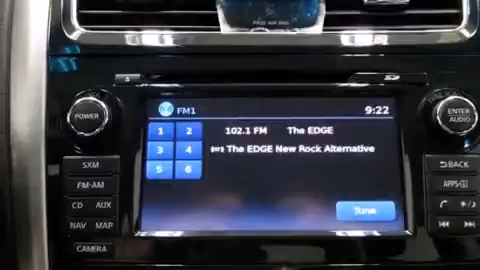 PASS AIR BAG
VOL
POWER
FM1
9:22
ENTER
AUDIO
1 2
102.1 FM The EDGE
3 4
The EDGE New Rock Alternative
5 6
Tune
SXM
FM·AM
CD AUX
NAV MAP
CAMERA
BACK
APPS